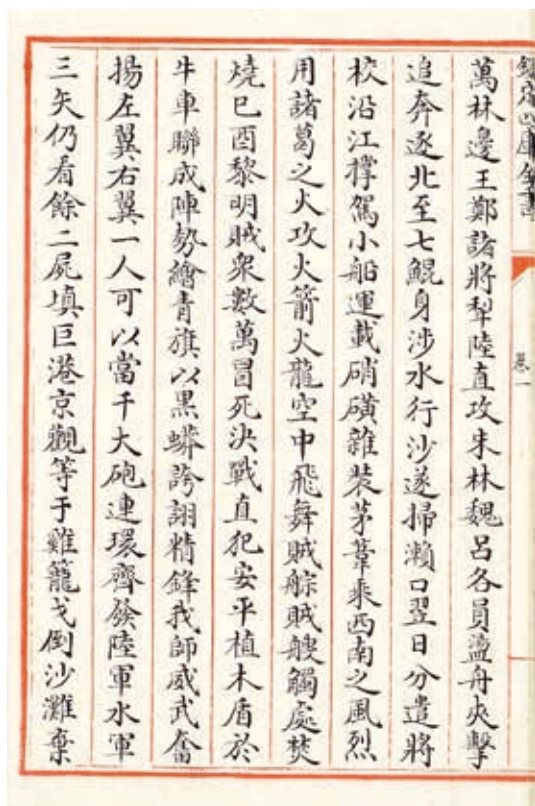 欽定四庫全書
卷一
萬林邊王鄭諸將犁陸直攻朱林魏呂各員盪舟夾擊
追奔逐北至七鯤身涉水行沙遂掃瀨口翌日分遣將
校沿江撑駕小船運載硝磺雜裝茅葦乘西南之風烈
用諸葛之火攻火箭火龍空中飛舞賊䑸賊艘觸處焚
燒巳酉黎明賊衆數萬冒死決戰直犯安平植木盾於
牛車聯成陣勢繪青旗以黑蟒誇詡精鋒我師威武奮
揚左翼右翼一人可以當千大砲連環齊發陸軍水軍
三矢仍看餘二屍填巨港京觀等于雞籠戈倒沙灘棄